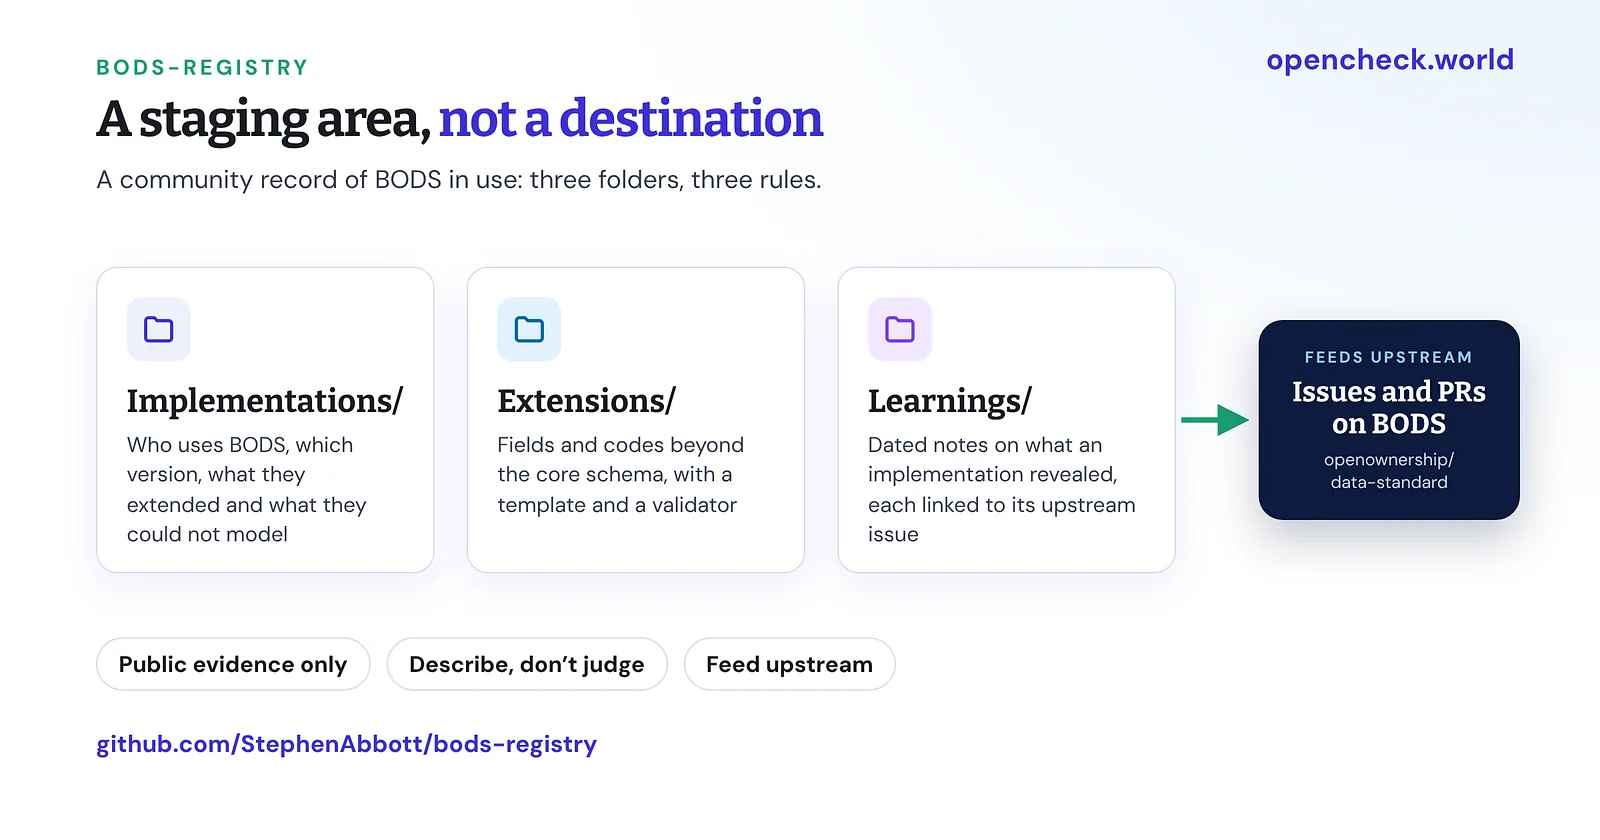 BODS-REGISTRY
opencheck.world
A staging area, not a destination
A community record of BODS in use: three folders, three rules.
Implementations/
Who uses BODS, which
version, what they
extended and what they
could not model
Extensions/
Fields and codes beyond
the core schema, with a
template and a validator
Learnings/
Dated notes on what an
implementation revealed,
each linked to its upstream
issue
FEEDS UPSTREAM
Issues and PRs
on BODS
openownership/
data-standard
Public evidence only
Describe, don’t judge
Feed upstream
github.com/StephenAbbott/bods-registry